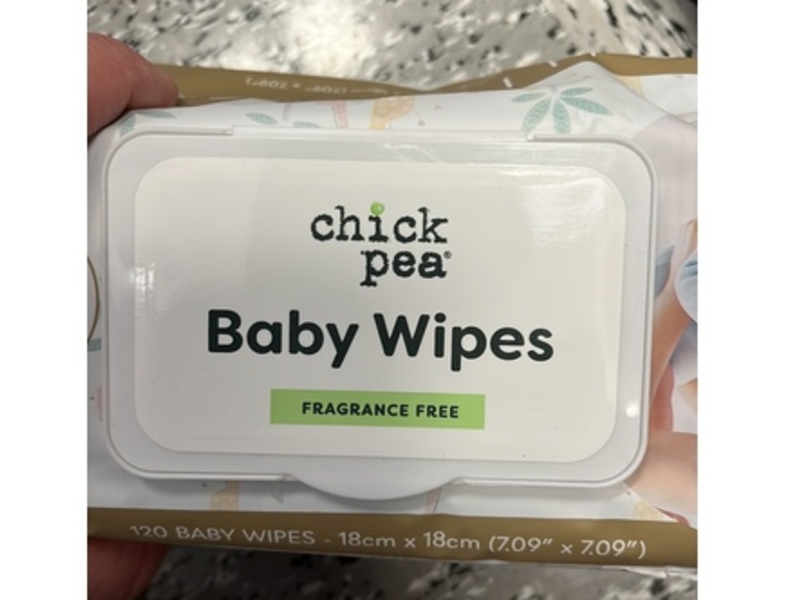 chick
pea®
Baby Wipes
FRAGRANCE FREE
120 BABY WIPES - 18cm x 18cm (7.09" x 7.09")